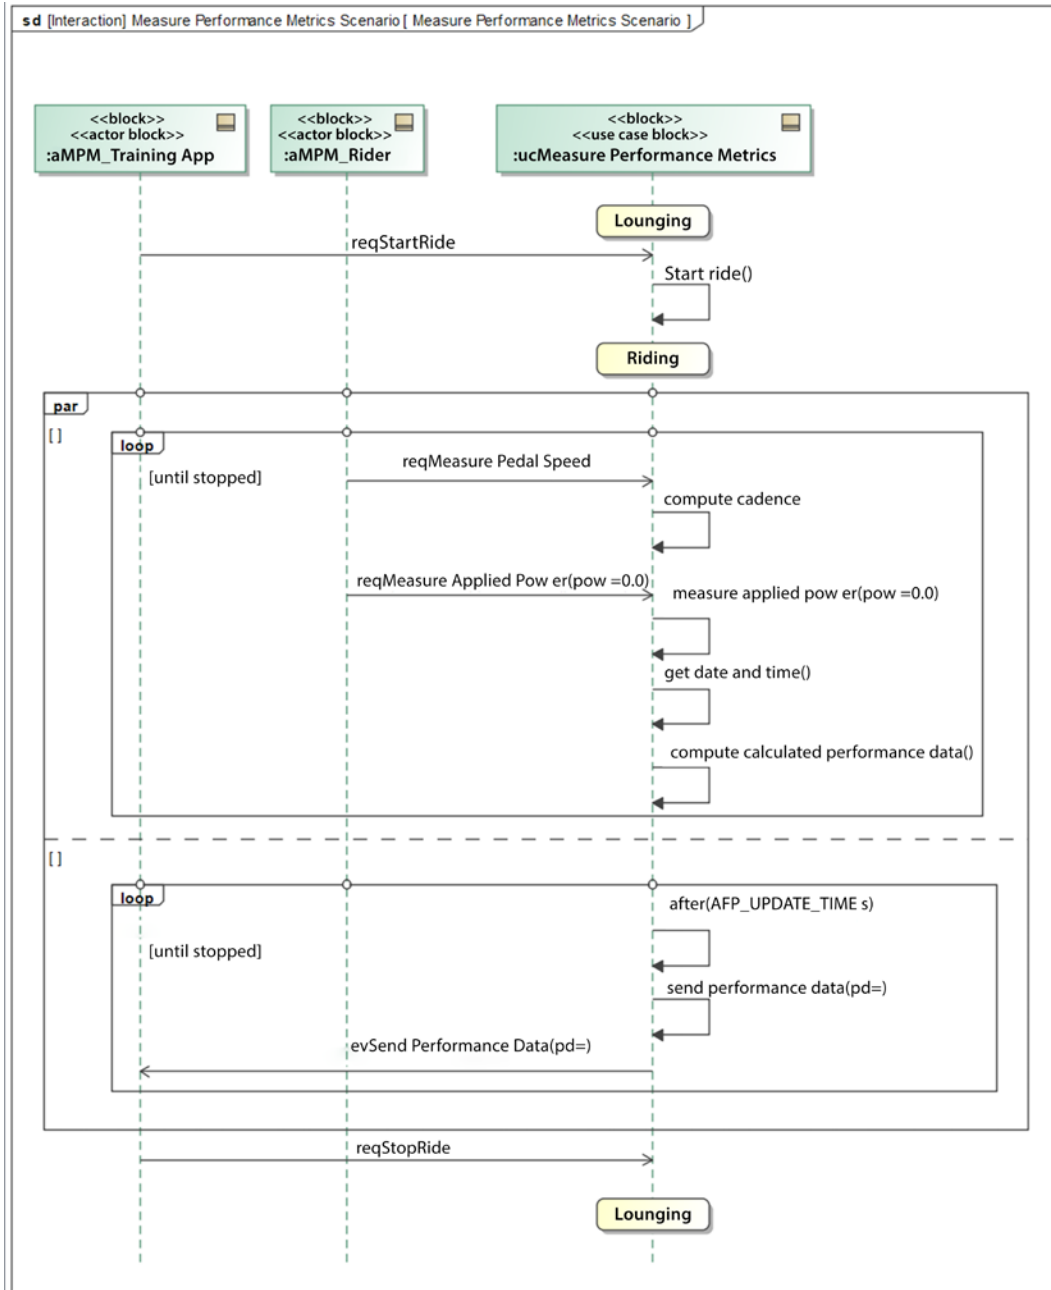 sd [Interaction] Measure Performance Metrics Scenario [ Measure Performance Metrics Scenario ]
<<block>>
<<actor block>>
:aMPM_Training App
<<block>>
<<actor block>>
:aMPM_Rider
<<block>>
<<use case block>>
:ucMeasure Performance Metrics
Lounging
reqStartRide
Start ride()
Riding
par
[ ]
loop
[until stopped]
reqMeasure Pedal Speed
compute cadence
reqMeasure Applied Pow er(pow =0.0)
measure applied pow er(pow =0.0)
get date and time()
compute calculated performance data()
[ ]
loop
[until stopped]
after(AFP_UPDATE_TIME s)
send performance data(pd=)
evSend Performance Data(pd=)
reqStopRide
Lounging